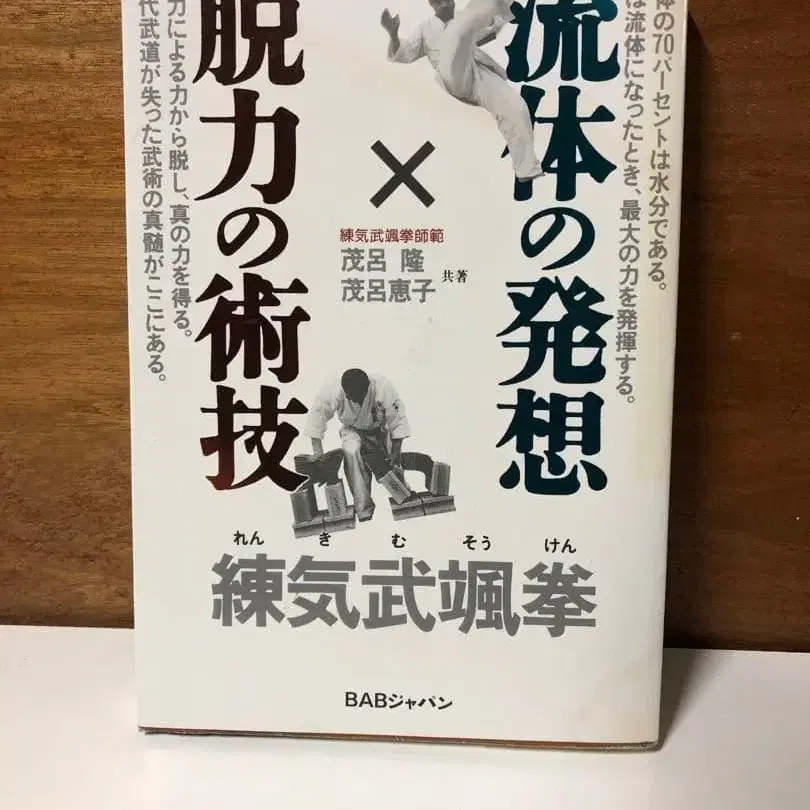 体の70パーセントは水分である。
は流体になったとき、最大の力を発揮する。
流体の発想
×
練気武颯拳師範
茂呂 隆
茂呂恵子
共著
脱力の術技
力による力から脱し、真の力を得る。
代武道が失った武術の真髄がここにある。
れん き む そう けん
練気武颯拳
BABジャパン